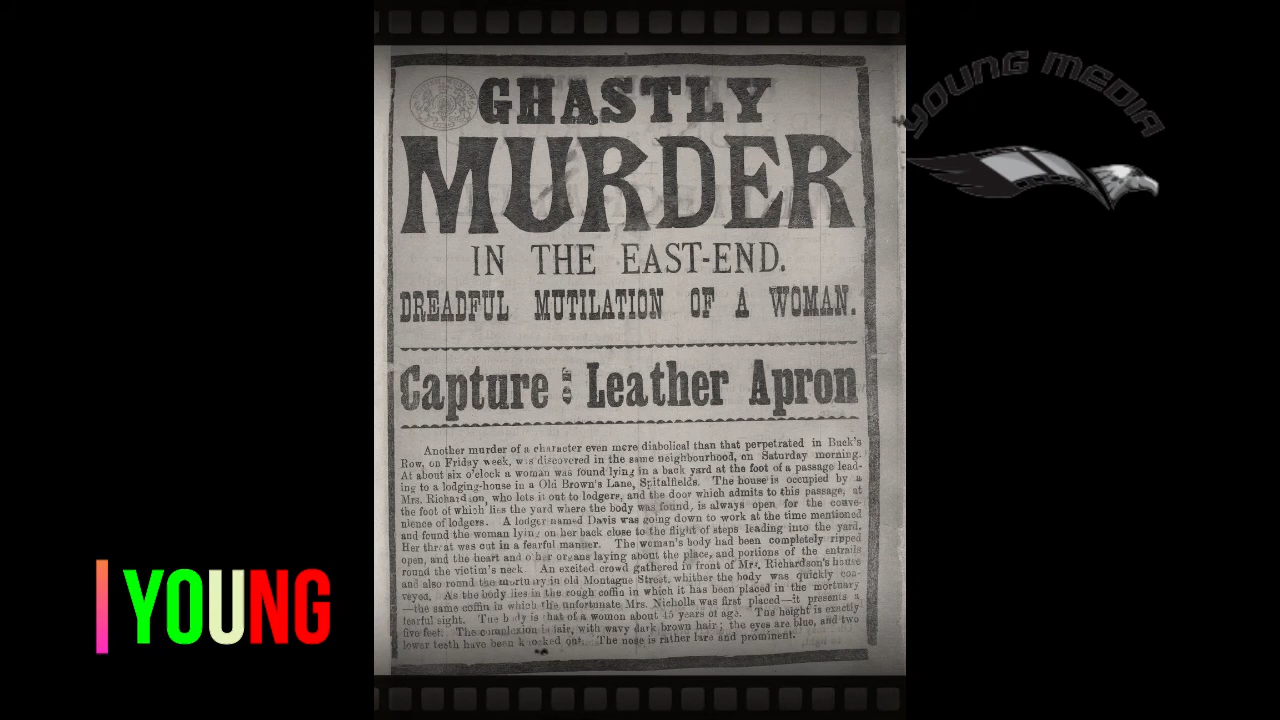 GHASTLY
MURDER
IN THE EAST-END.
DREADFUL MUTILATION OF A WOMAN.
Capture : Leather Apron
Another murder of a character even more diabolical than that perpetrated in Buck's
Row, on Friday week, was discovered in the same neighbourhood, on Saturday morning.
At about six o'clock a woman was found lying in a back yard at the foot of a passage lead-
ing to a lodging-house in a Old Brown's Lane, Spitalfields. The house is occupied by a
Mrs. Richardson, who lets it out to lodgers, and the door which admits to this passage, at
the foot of which lies the yard where the body was found, is always open for the conve-
nience of lodgers. A lodger named Davis was going down to work at the time mentioned
and found the woman lying on her back close to the flight of steps leading into the yard.
Her throat was cut in a fearful manner. The woman's body had been completely ripped
open, and the heart and other organs laying about the place, and portions of the entrails
round the victim's neck. An excited crowd gathered in front of Mrs. Richardson's house
and also round the mortuary in old Montague Street, whither the body was quickly con-
veyed. As the body lies in the rough coffin in which it has been placed in the mortuary
—the same coffin in which the unfortunate Mrs. Nicholls was first placed—it presents a
fearful sight. The body is that of a woman about 45 years of age. The height is exactly
five feet. The complexion is fair, with wavy dark brown hair; the eyes are blue, and two
lower teeth have been knocked out. The nose is rather large and prominent.
YOUNG MEDIA
YOUNG